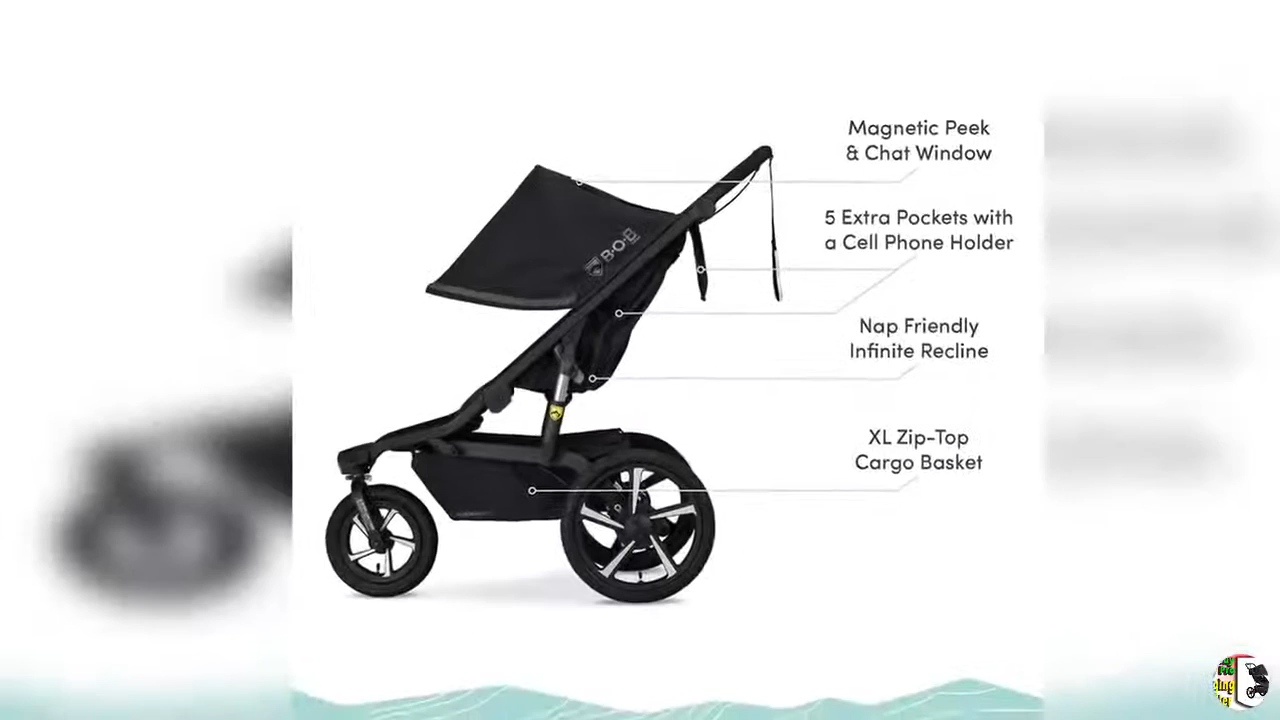 Magnetic Peek
& Chat Window
5 Extra Pockets with
a Cell Phone Holder
B·O·B
Nap Friendly
Infinite Recline
XL Zip-Top
Cargo Basket